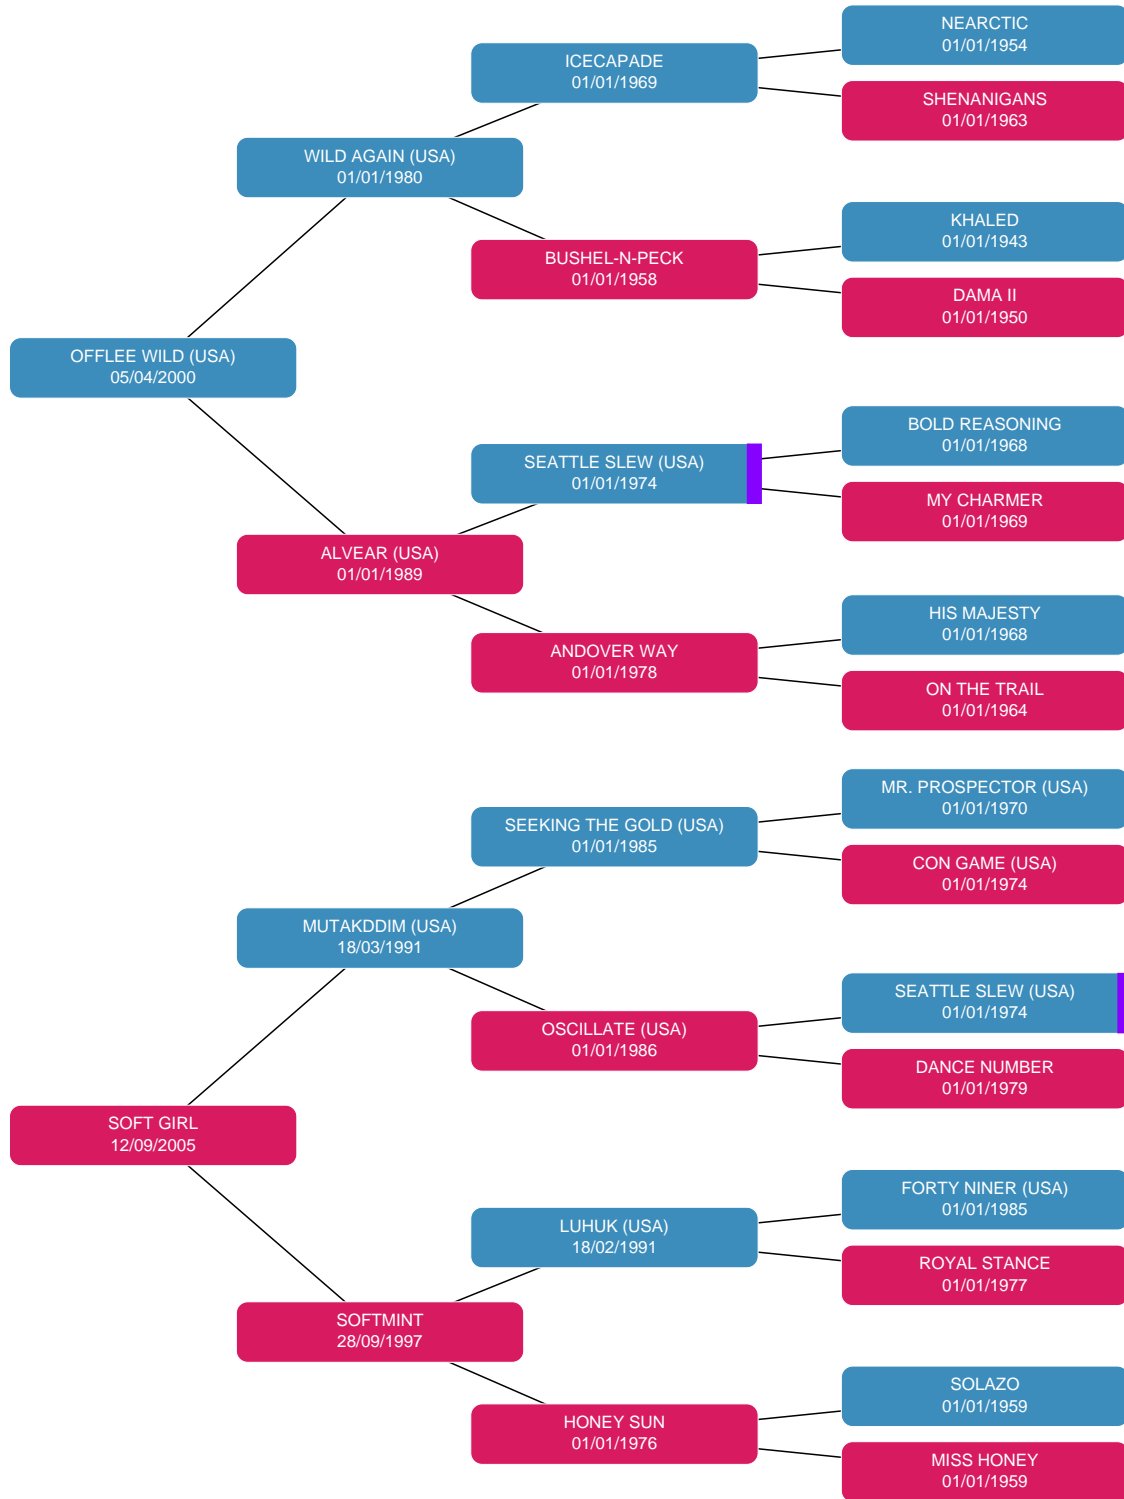 NEARCTIC
01/01/1954
ICECAPADE
01/01/1969
SHENANIGANS
01/01/1963
WILD AGAIN (USA)
01/01/1980
KHALED
01/01/1943
BUSHEL-N-PECK
01/01/1958
DAMA II
01/01/1950
OFFLEE WILD (USA)
05/04/2000
BOLD REASONING
01/01/1968
SEATTLE SLEW (USA)
01/01/1974
MY CHARMER
01/01/1969
ALVEAR (USA)
01/01/1989
HIS MAJESTY
01/01/1968
ANDOVER WAY
01/01/1978
ON THE TRAIL
01/01/1964
MR. PROSPECTOR (USA)
01/01/1970
SEEKING THE GOLD (USA)
01/01/1985
CON GAME (USA)
01/01/1974
MUTAKDDIM (USA)
18/03/1991
SEATTLE SLEW (USA)
01/01/1974
OSCILLATE (USA)
01/01/1986
DANCE NUMBER
01/01/1979
SOFT GIRL
12/09/2005
FORTY NINER (USA)
01/01/1985
LUHUK (USA)
18/02/1991
ROYAL STANCE
01/01/1977
SOFTMINT
28/09/1997
SOLAZO
01/01/1959
HONEY SUN
01/01/1976
MISS HONEY
01/01/1959